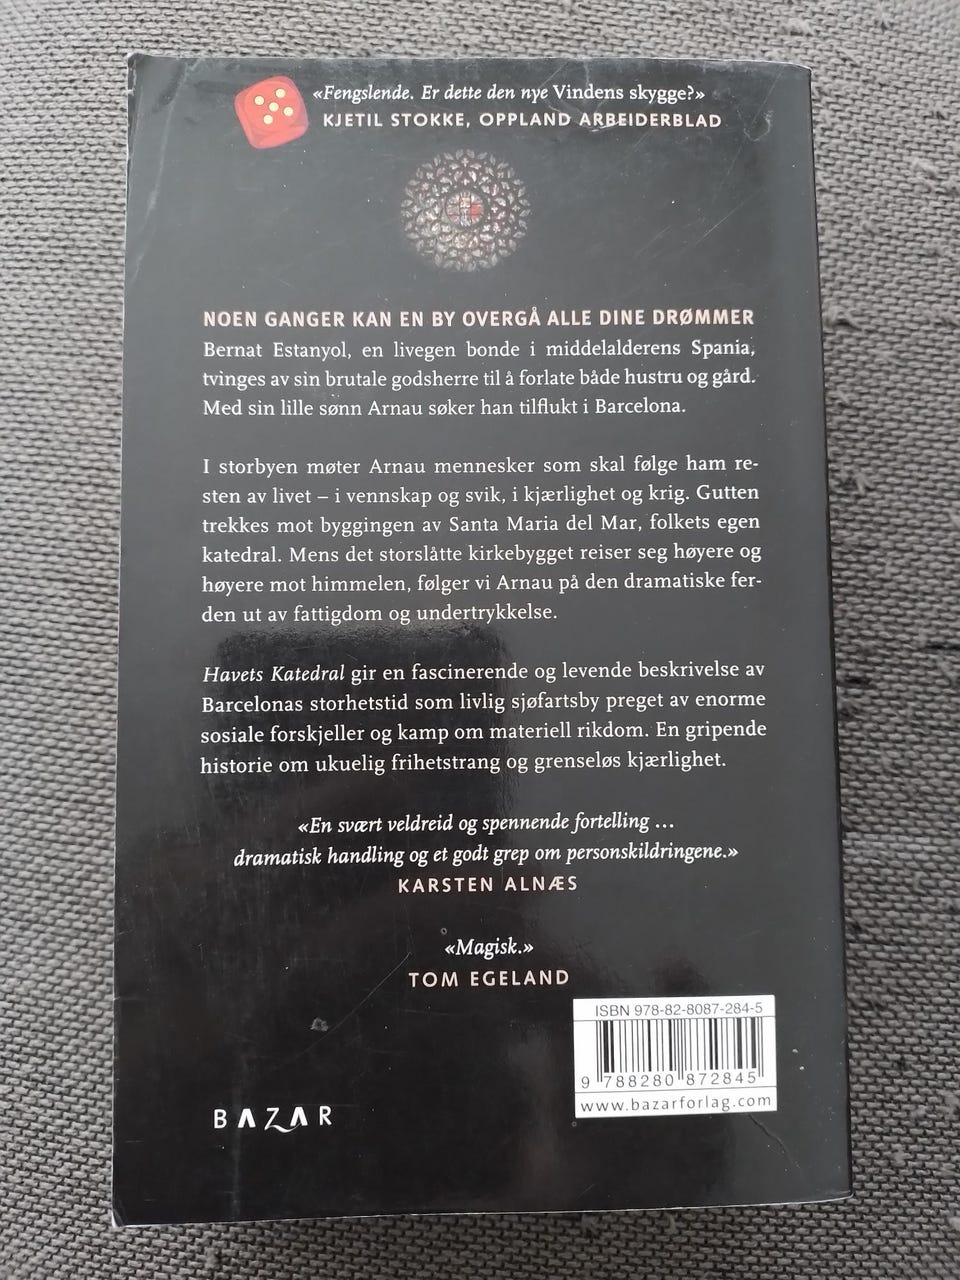 «Fengslende. Er dette den nye Vindens skygge?»
KJETIL STOKKE, OPPLAND ARBEIDERBLAD
NOEN GANGER KAN EN BY OVERGÅ ALLE DINE DRØMMER
Bernat Estanyol, en livegen bonde i middelalderens Spania,
tvinges av sin brutale godsherre til å forlate både hustru og gård.
Med sin lille sønn Arnau søker han tilflukt i Barcelona.
I storbyen møter Arnau mennesker som skal følge ham re-
sten av livet – i vennskap og svik, i kjærlighet og krig. Gutten
trekkes mot byggingen av Santa Maria del Mar, folkets egen
katedral. Mens det storslåtte kirkebygget reiser seg høyere og
høyere mot himmelen, følger vi Arnau på den dramatiske fer-
den ut av fattigdom og undertrykkelse.
Havets Katedral gir en fascinerende og levende beskrivelse av
Barcelonas storhetstid som livlig sjøfartsby preget av enorme
sosiale forskjeller og kamp om materiell rikdom. En gripende
historie om ukuelig frihetstrang og grenseløs kjærlighet.
«En svært veldreid og spennende fortelling ...
dramatisk handling og et godt grep om personskildringene.»
KARSTEN ALNÆS
«Magisk.»
TOM EGELAND
ISBN 978-82-8087-284-5
9 788280 872845
www.bazarforlag.com
BAZAR